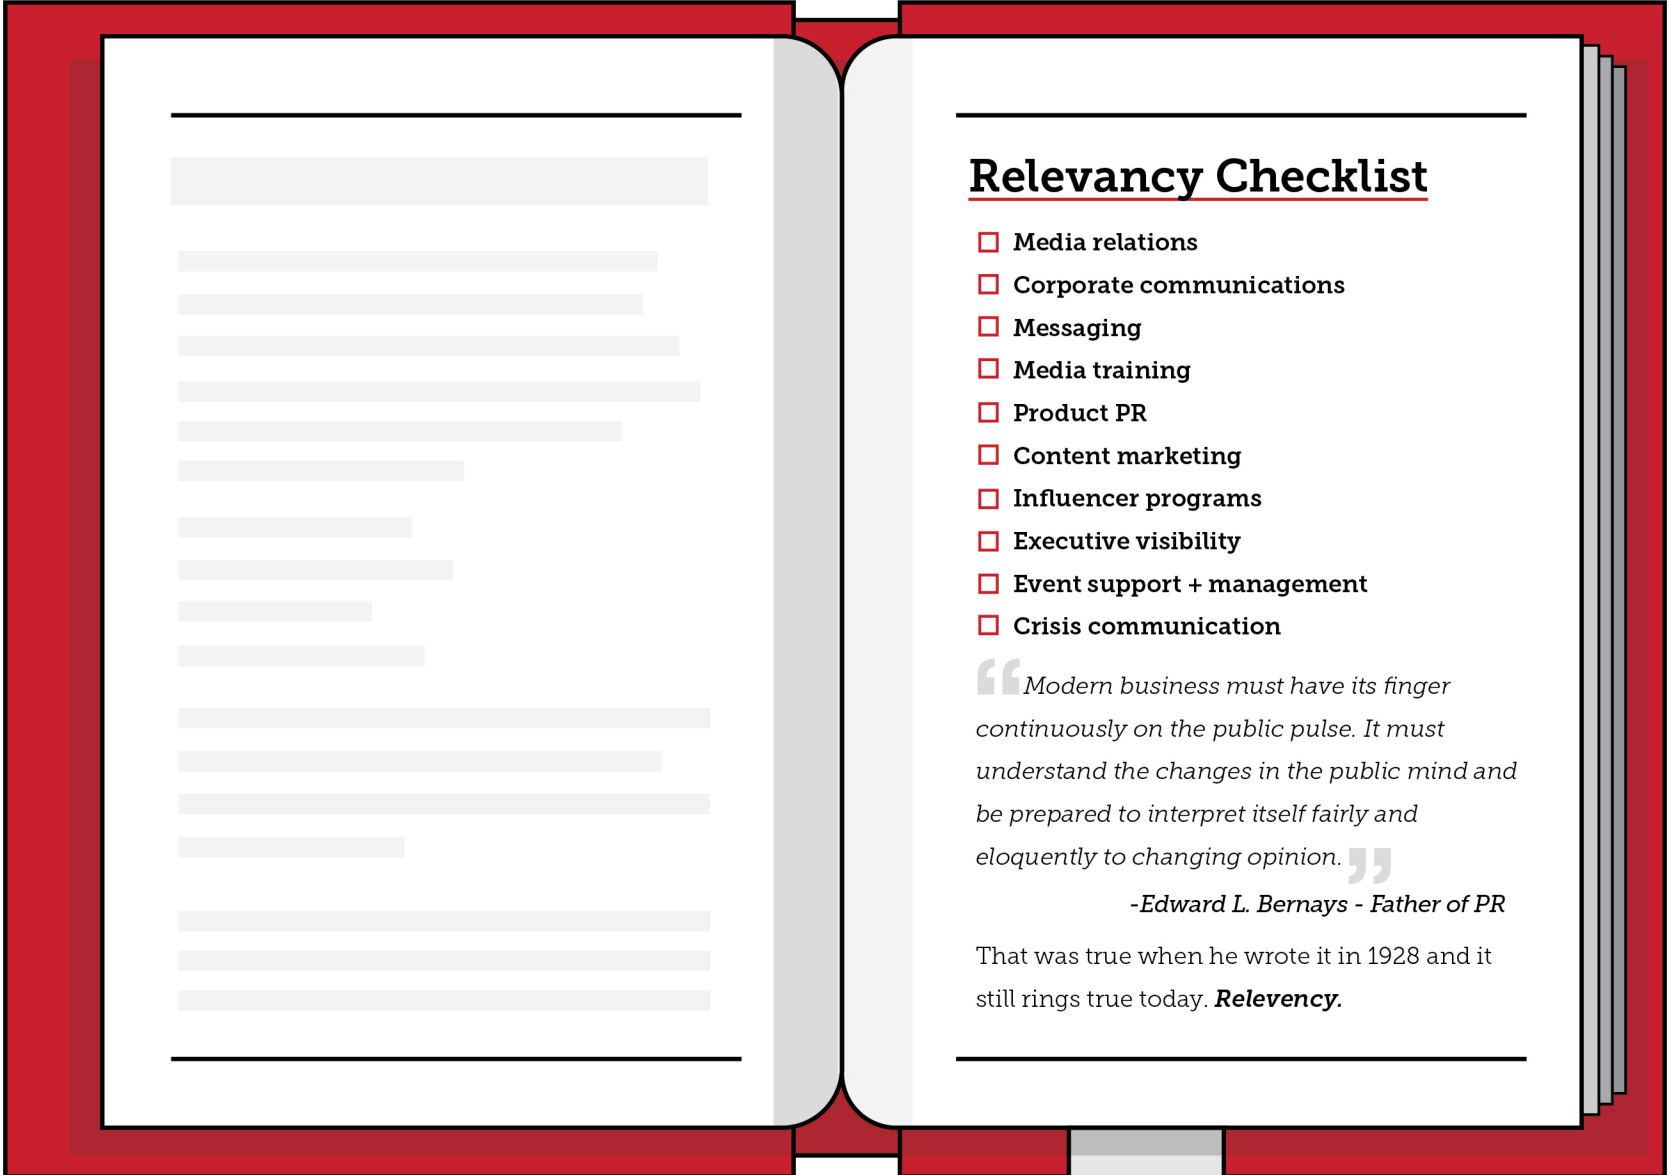 Relevancy Checklist
Media relations
Corporate communications
Messaging
Media training
Product PR
Content marketing
Influencer programs
Executive visibility
Event support + management
Crisis communication
“Modern business must have its finger
continuously on the public pulse. It must
understand the changes in the public mind and
be prepared to interpret itself fairly and
eloquently to changing opinion.”
-Edward L. Bernays - Father of PR
That was true when he wrote it in 1928 and it
still rings true today. Relevency.